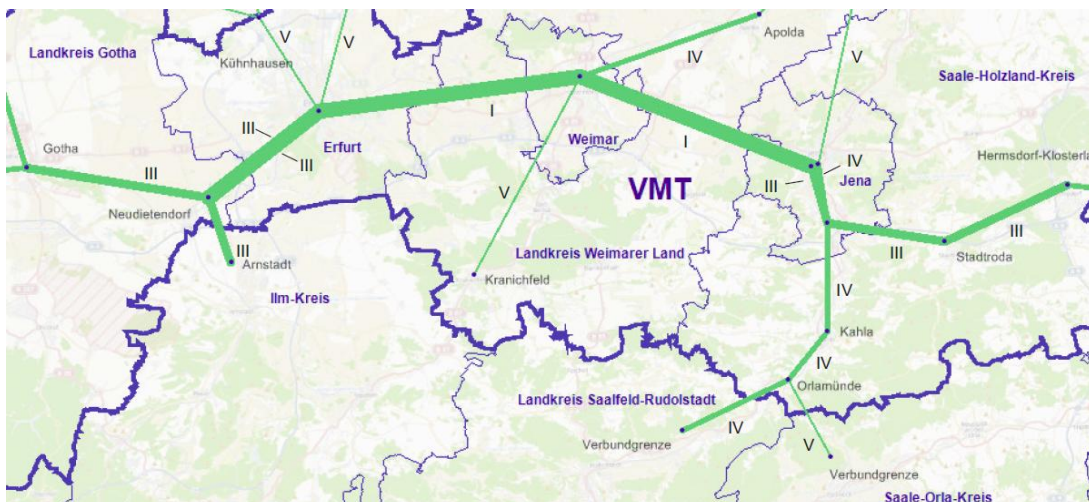 Landkreis Gotha
V
V
Kühnhausen
IV
Apolda
V
Saale-Holzland-Kreis
Gotha
III
III
III
Erfurt
I
Weimar
I
IV
III
Jena
Hermsdorf-Klosterla
Neudietendorf
V
VMT
III
Arnstadt
Ilm-Kreis
Kranichfeld
Landkreis Weimarer Land
III
III
Stadtroda
IV
Kahla
IV
Orlamünde
Landkreis Saalfeld-Rudolstadt
IV
Verbundgrenze
V
Verbundgrenze
Saale-Orla-Kreis